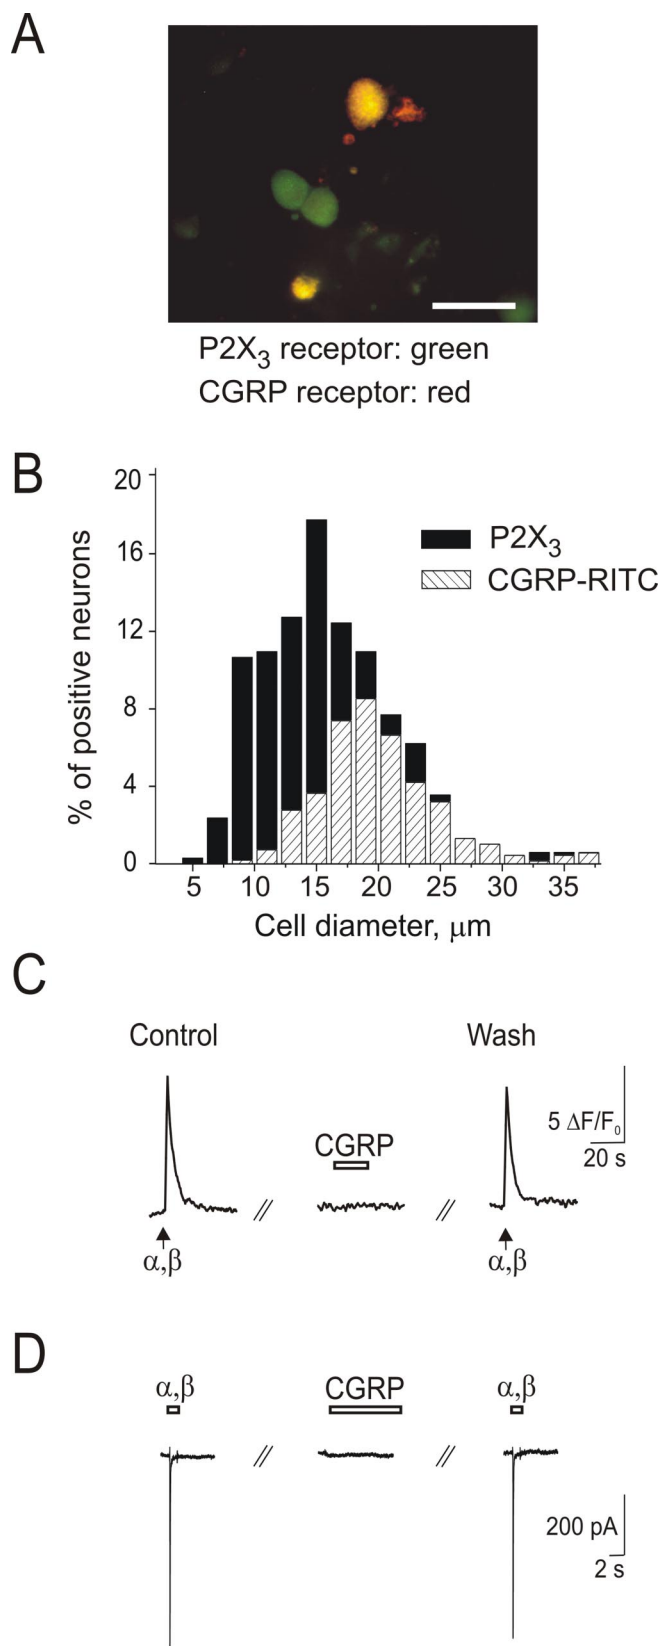 A
P2X3 receptor: green
CGRP receptor: red
B
% of positive neurons
20
16
12
8
4
0
P2X3
CGRP-RITC
5 10 15 20 25 30 35
Cell diameter, μm
C
Control Wash
CGRP
5 ΔF/F0
20 s
α,β α,β
D
α,β CGRP α,β
200 pA
2 s